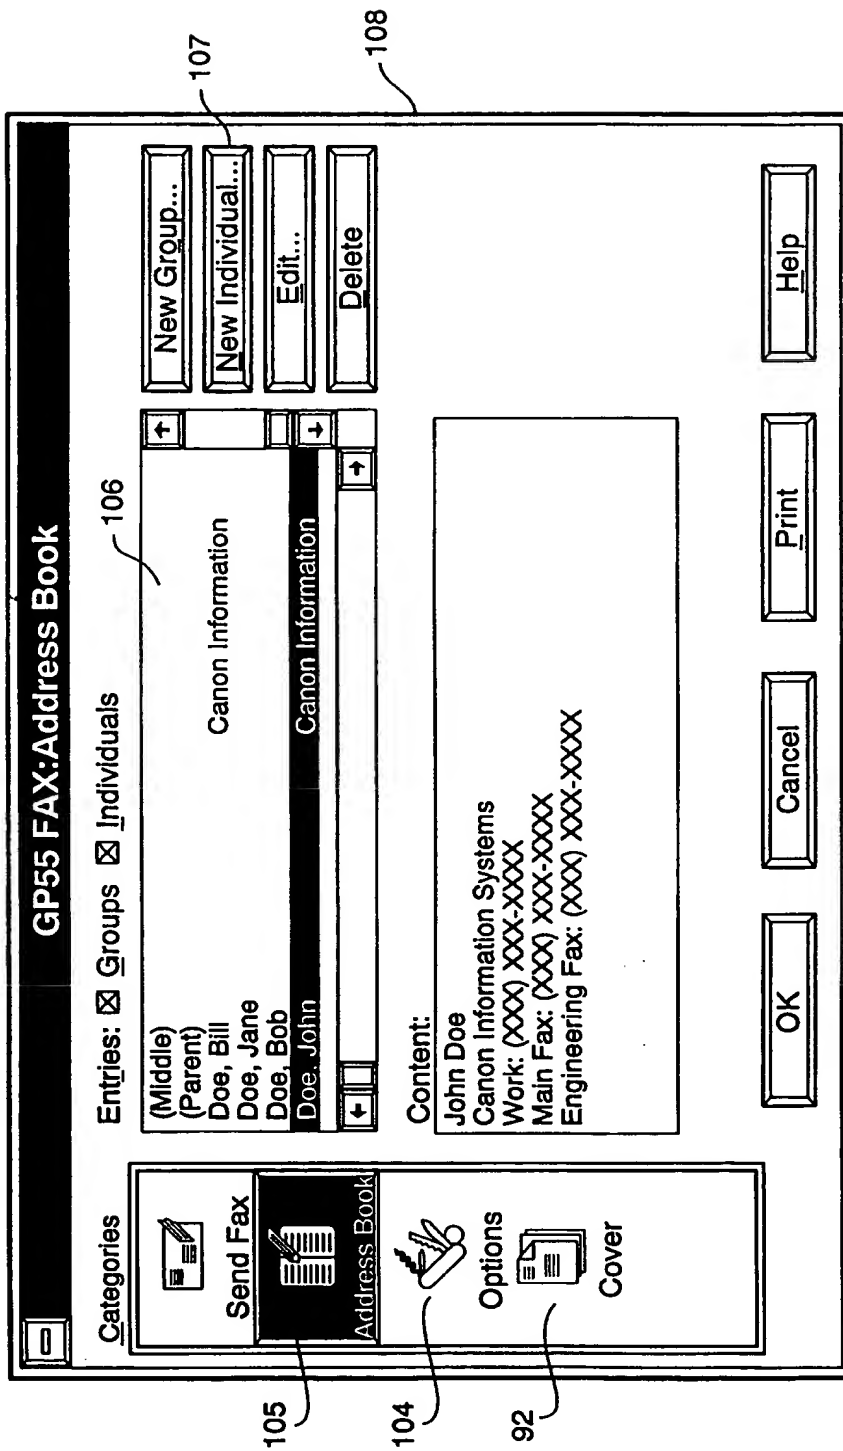 GP55 FAX:Address Book
Categories
Send Fax
Address Book
Options
Cover
Entries: Groups Individuals
(Middle)
(Parent)
Doe, Bill
Doe, Jane Canon Information
Doe, Bob
Doe, John Canon Information
New Group...
New Individual...
Edit...
Delete
Content:
John Doe
Canon Information Systems
Work: (XXX) XXX-XXXX
Main Fax: (XXX) XXX-XXXX
Engineering Fax: (XXX) XXX-XXXX
OK
Cancel
Print
Help
105
104
92
106
107
108